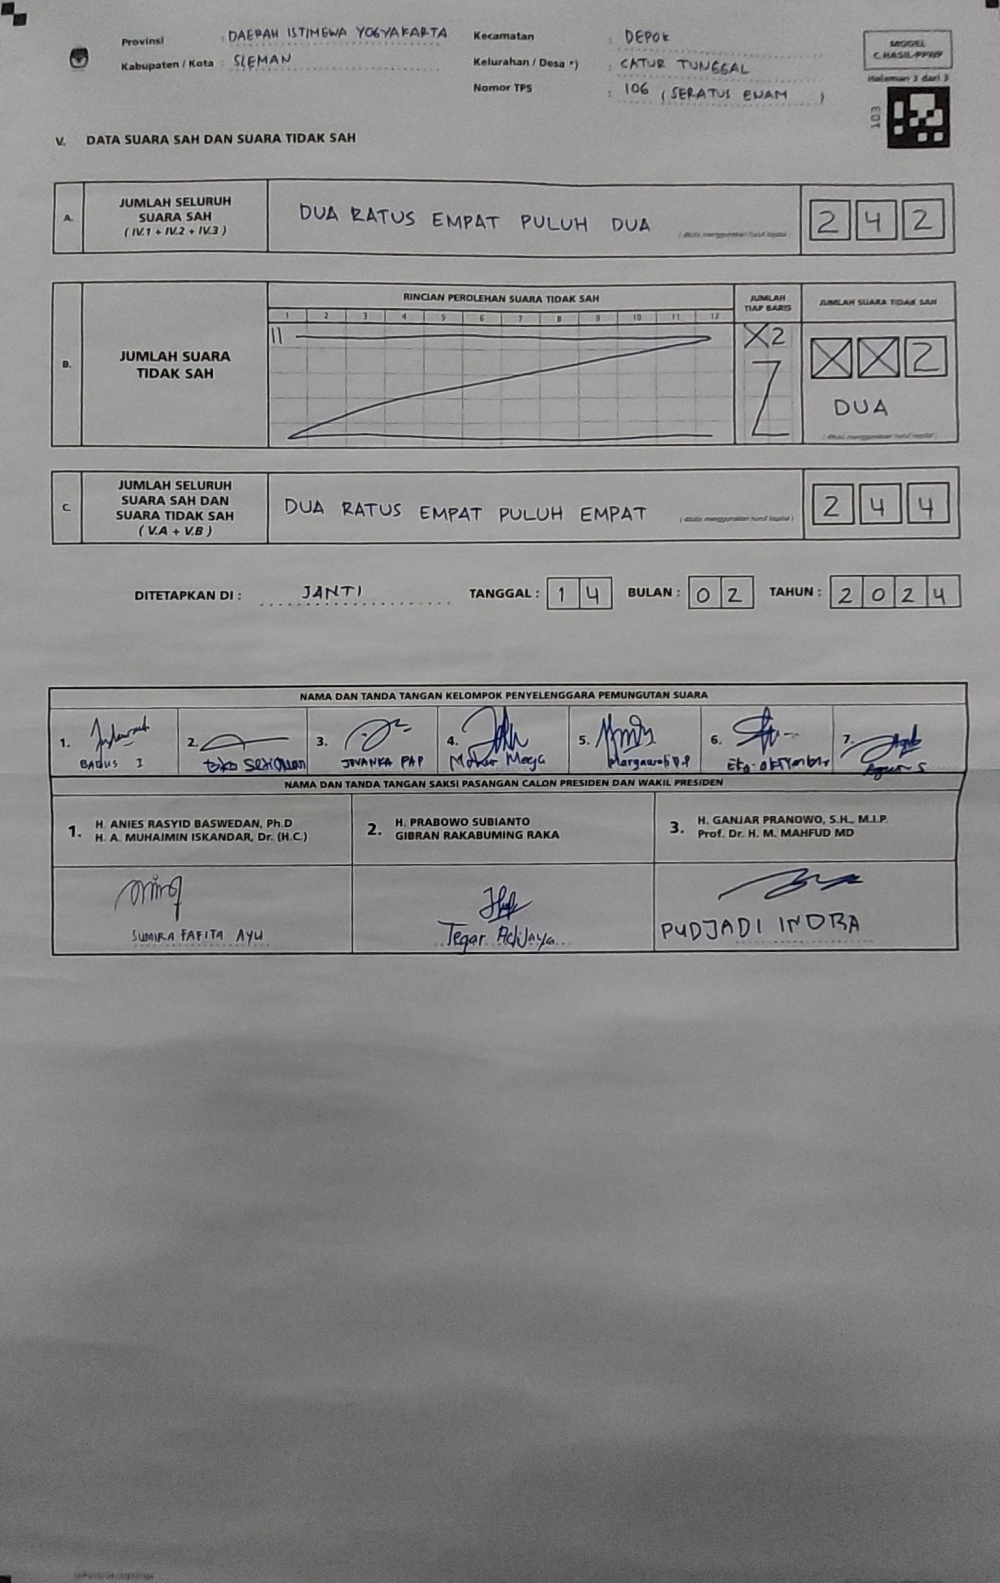 Provinsi : DAERAH ISTIMEWA YOGYAKARTA
Kabupaten / Kota : SLEMAN
Kecamatan : DEPOK
Kelurahan / Desa *) : CATUR TUNGGAL
Nomor TPS : 106 (SERATUS ENAM)
MODEL
C.HASIL-PPWP
Halaman 3 dari 3
103
V. DATA SUARA SAH DAN SUARA TIDAK SAH
A. JUMLAH SELURUH
SUARA SAH
(IV.1 + IV.2 + IV.3)
DUA RATUS EMPAT PULUH DUA
(ditulis menggunakan huruf kapital)
2 4 2
B. JUMLAH SUARA
TIDAK SAH
RINCIAN PEROLEHAN SUARA TIDAK SAH
1 2 3 4 5 6 7 8 9 10 11 12
JUMLAH
TIAP BARIS
X2
JUMLAH SUARA TIDAK SAH
X X 2
DUA
(ditulis menggunakan huruf kapital)
C. JUMLAH SELURUH
SUARA SAH DAN
SUARA TIDAK SAH
(V.A + V.B)
DUA RATUS EMPAT PULUH EMPAT
(ditulis menggunakan huruf kapital)
2 4 4
DITETAPKAN DI : JANTI TANGGAL : 1 4 BULAN : 0 2 TAHUN : 2 0 2 4
NAMA DAN TANDA TANGAN KELOMPOK PENYELENGGARA PEMUNGUTAN SUARA
1. BAGUS I
2.
3. JIVANKA PAP
4.
5.
6.
7. Agus S
NAMA DAN TANDA TANGAN SAKSI PASANGAN CALON PRESIDEN DAN WAKIL PRESIDEN
1. H. ANIES RASYID BASWEDAN, Ph.D
H. A. MUHAIMIN ISKANDAR, Dr. (H.C.)
2. H. PRABOWO SUBIANTO
GIBRAN RAKABUMING RAKA
3. H. GANJAR PRANOWO, S.H., M.I.P.
Prof. Dr. H. M. MAHFUD MD
SUMIRA FAFITA AYU
Tegar Adijaya
PUDJADI INDRA